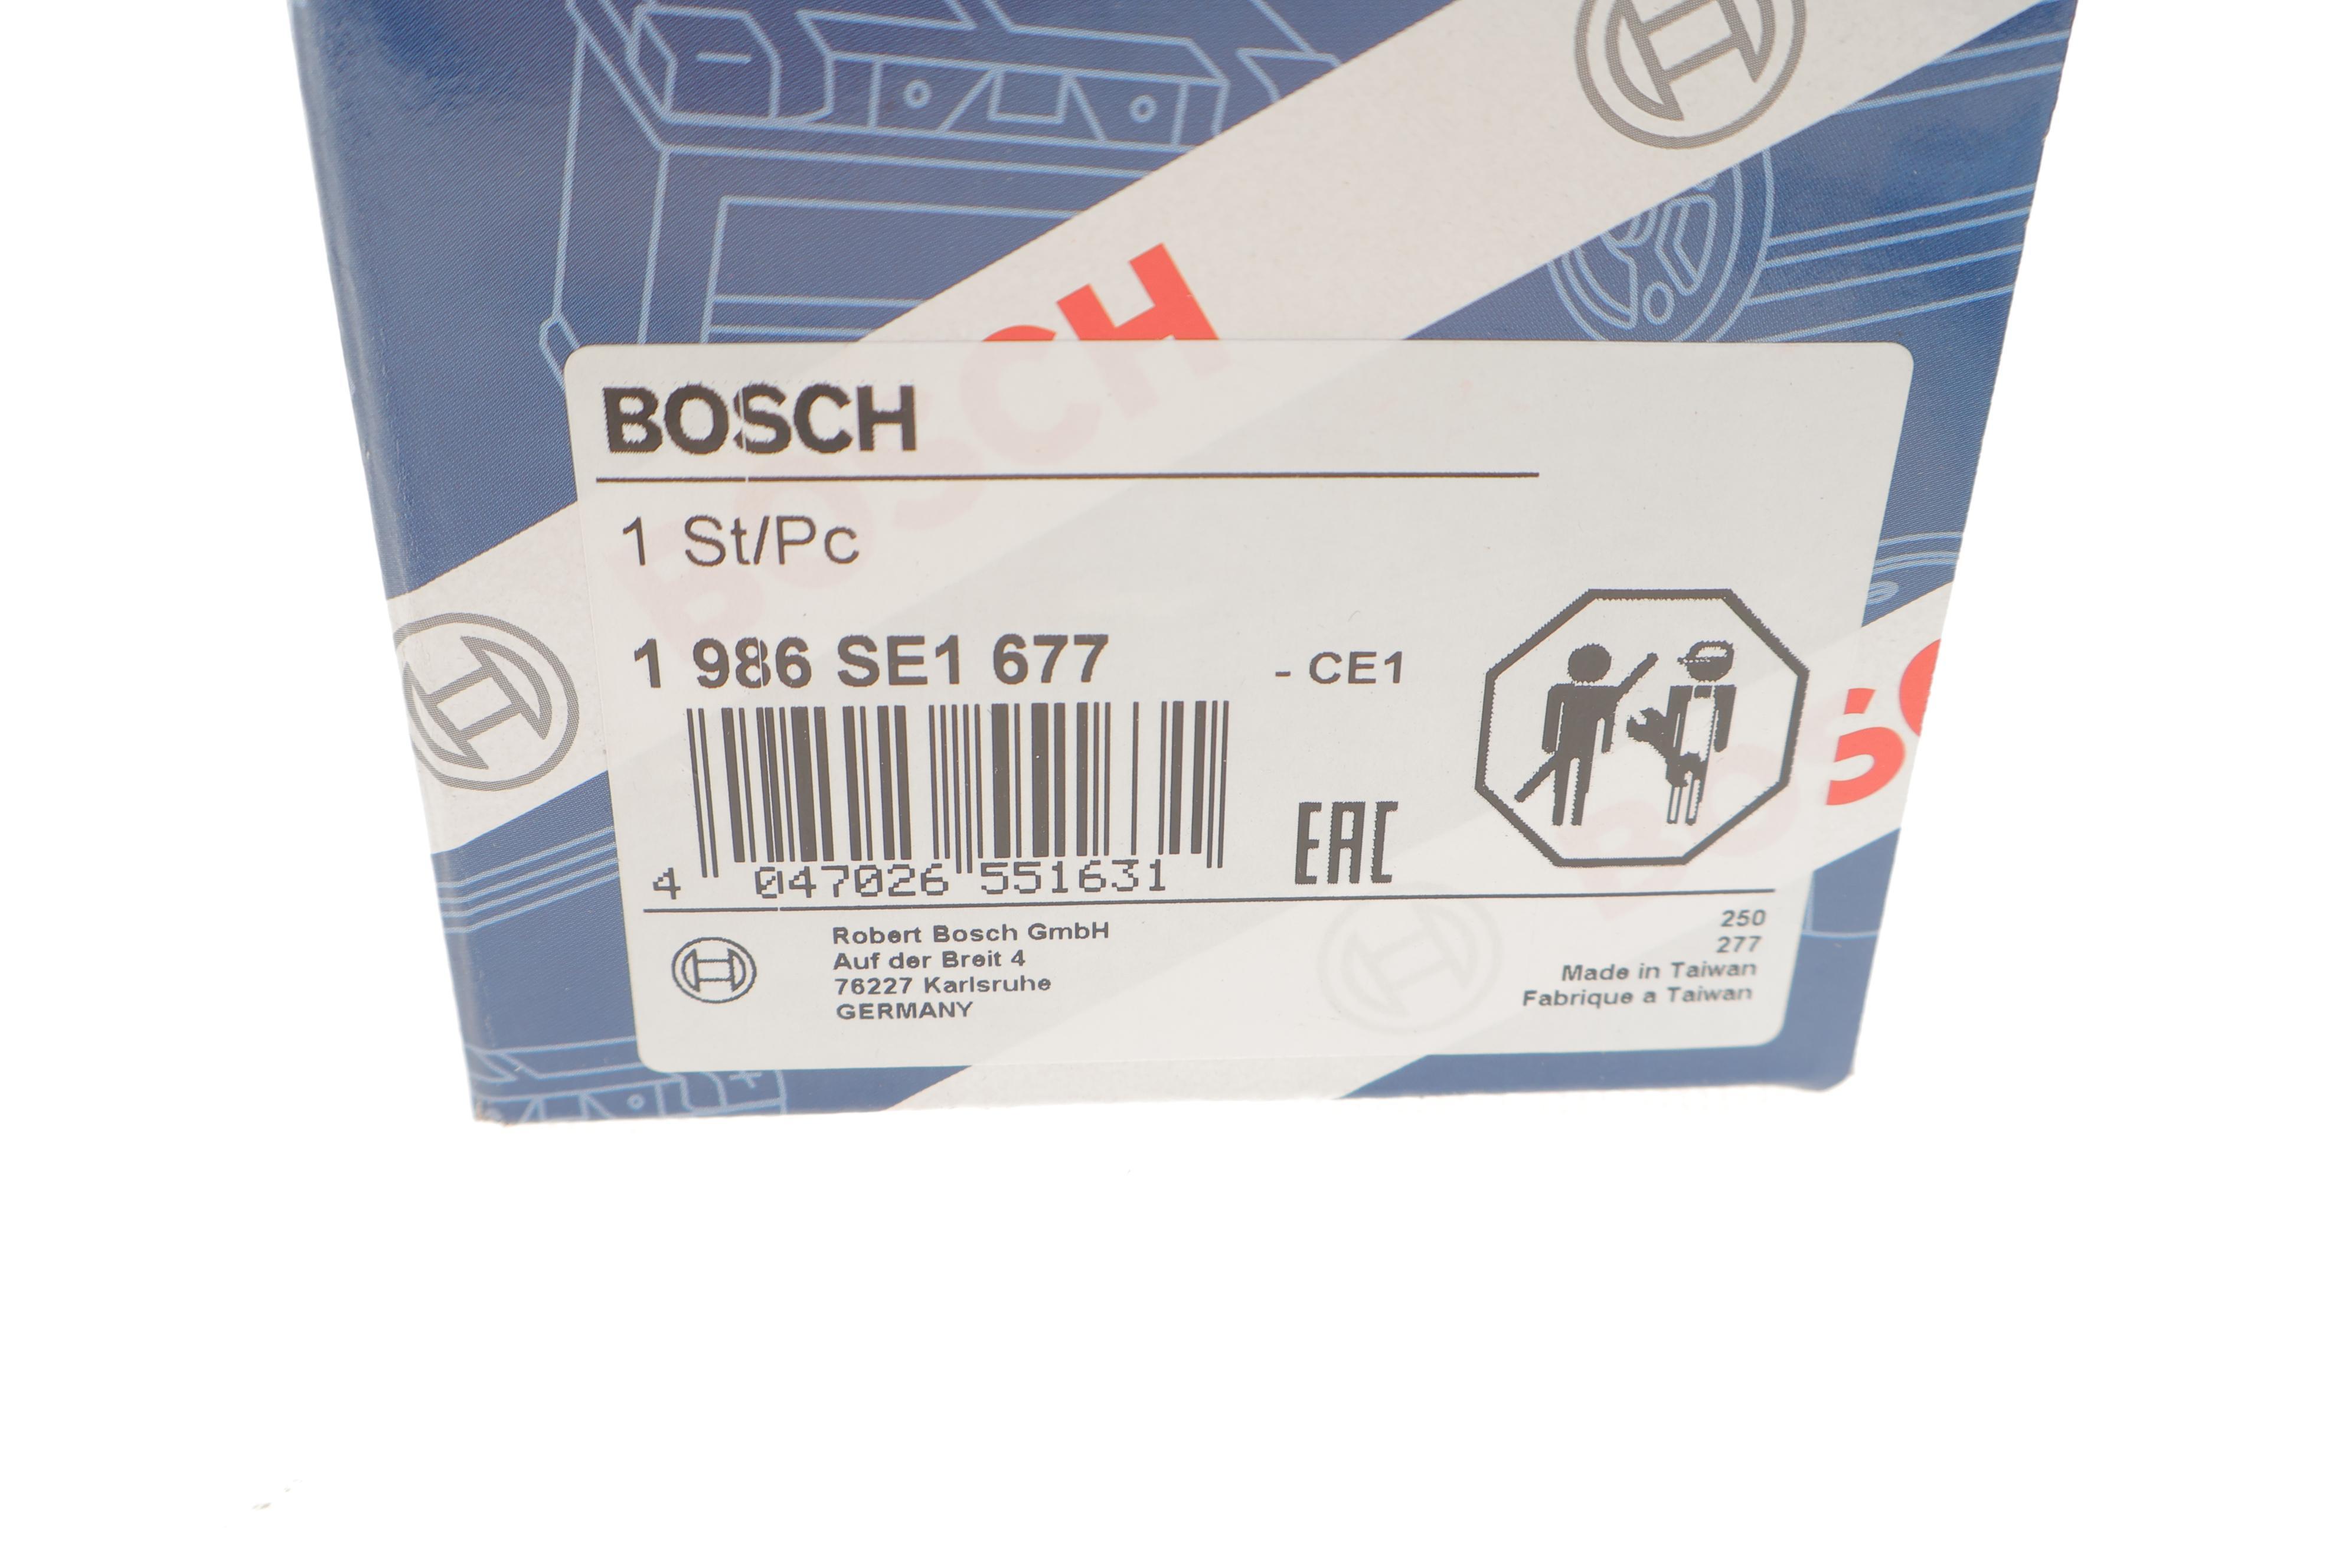 BOSCH
1 St/Pc
1 986 SE1 677 - CE1
4 047026 551631
EAC
Robert Bosch GmbH
Auf der Breit 4
76227 Karlsruhe
GERMANY
250
277
Made in Taiwan
Fabrique a Taiwan